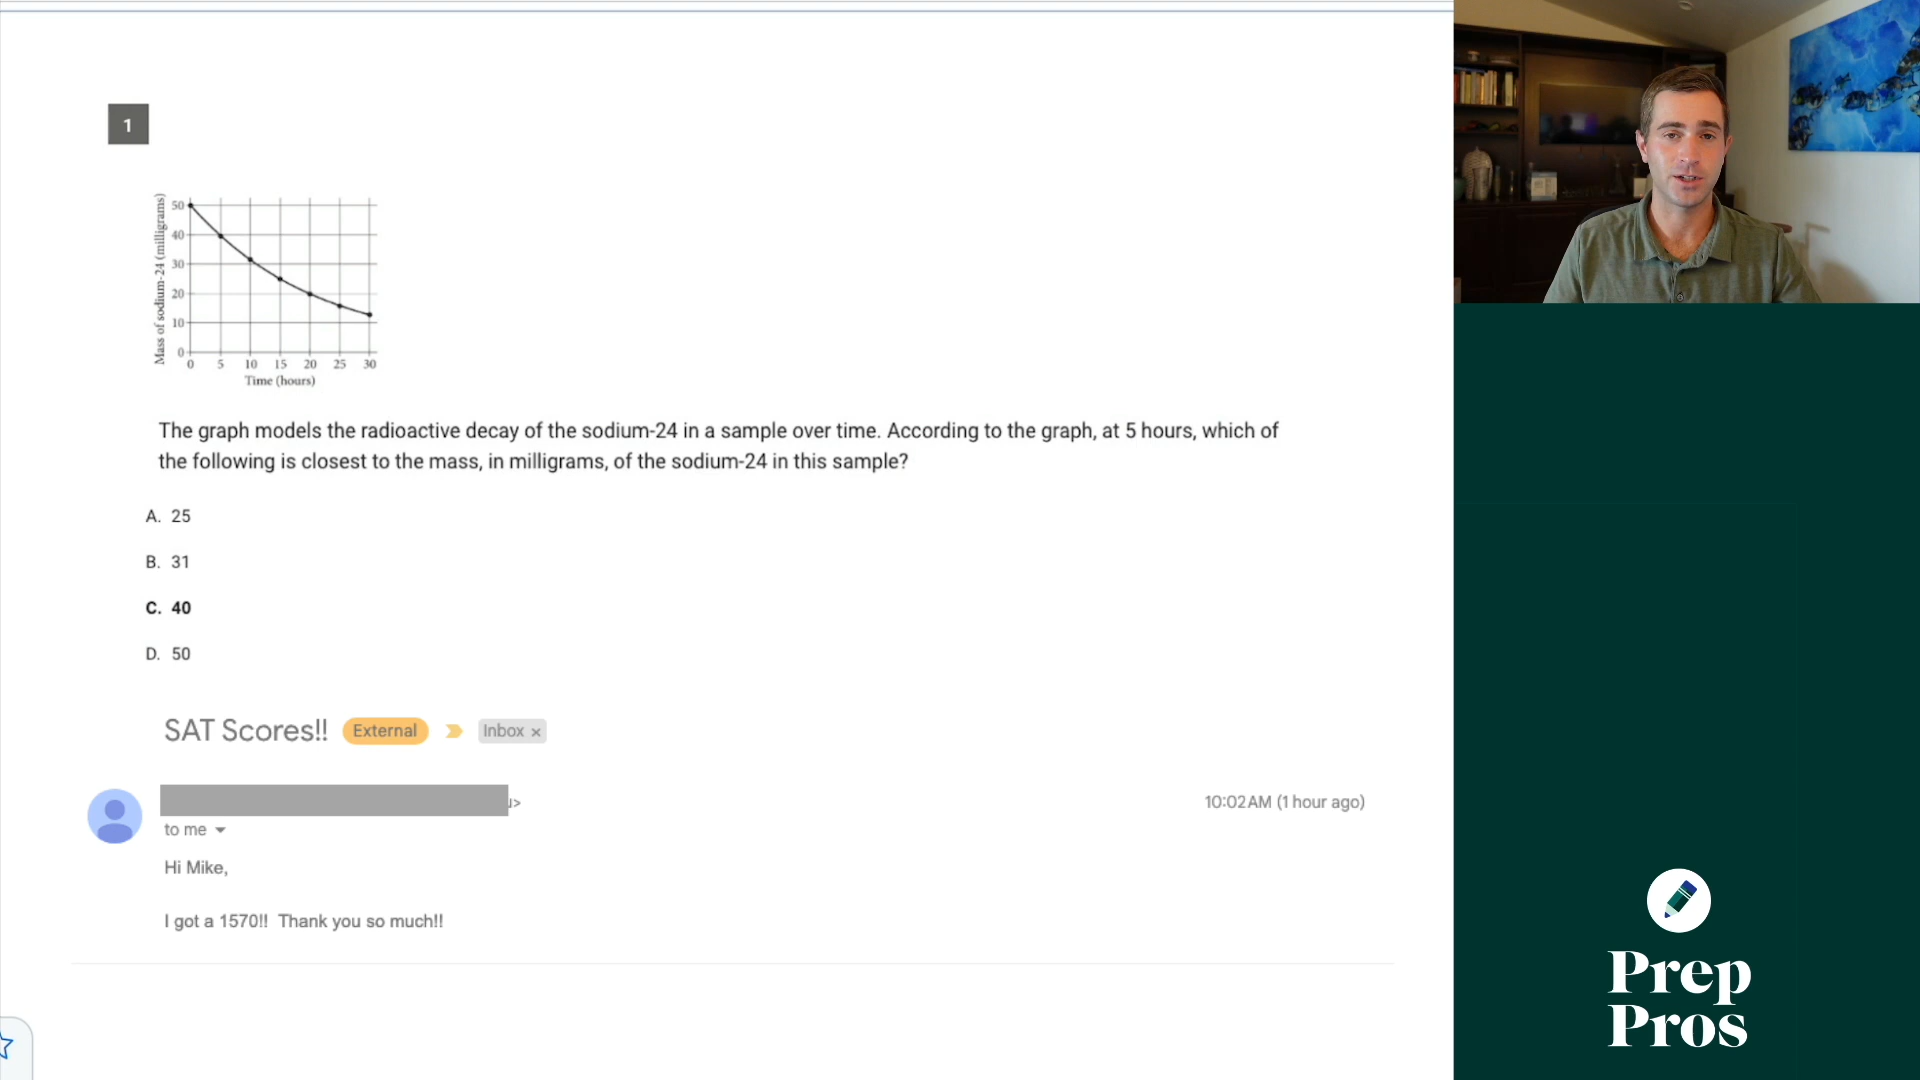 1
Mass of sodium-24 (milligrams)
50
40
30
20
10
0
0 5 10 15 20 25 30
Time (hours)
The graph models the radioactive decay of the sodium-24 in a sample over time. According to the graph, at 5 hours, which of
the following is closest to the mass, in milligrams, of the sodium-24 in this sample?
A. 25
B. 31
C. 40
D. 50
SAT Scores!! External Inbox ×
10:02 AM (1 hour ago)
to me
Hi Mike,
I got a 1570!! Thank you so much!!
Prep
Pros